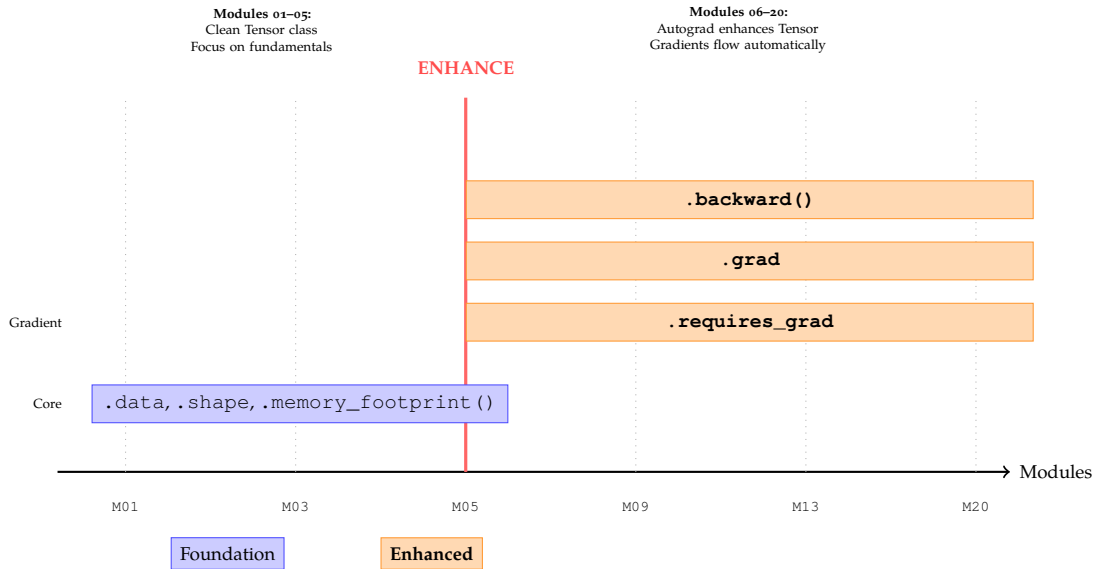 Modules 01–05:
Clean Tensor class
Focus on fundamentals
Modules 06–20:
Autograd enhances Tensor
Gradients flow automatically
ENHANCE
.backward()
.grad
Gradient
.requires_grad
Core
.data,.shape,.memory_footprint()
Modules
M01
M03
M05
M09
M13
M20
Foundation
Enhanced